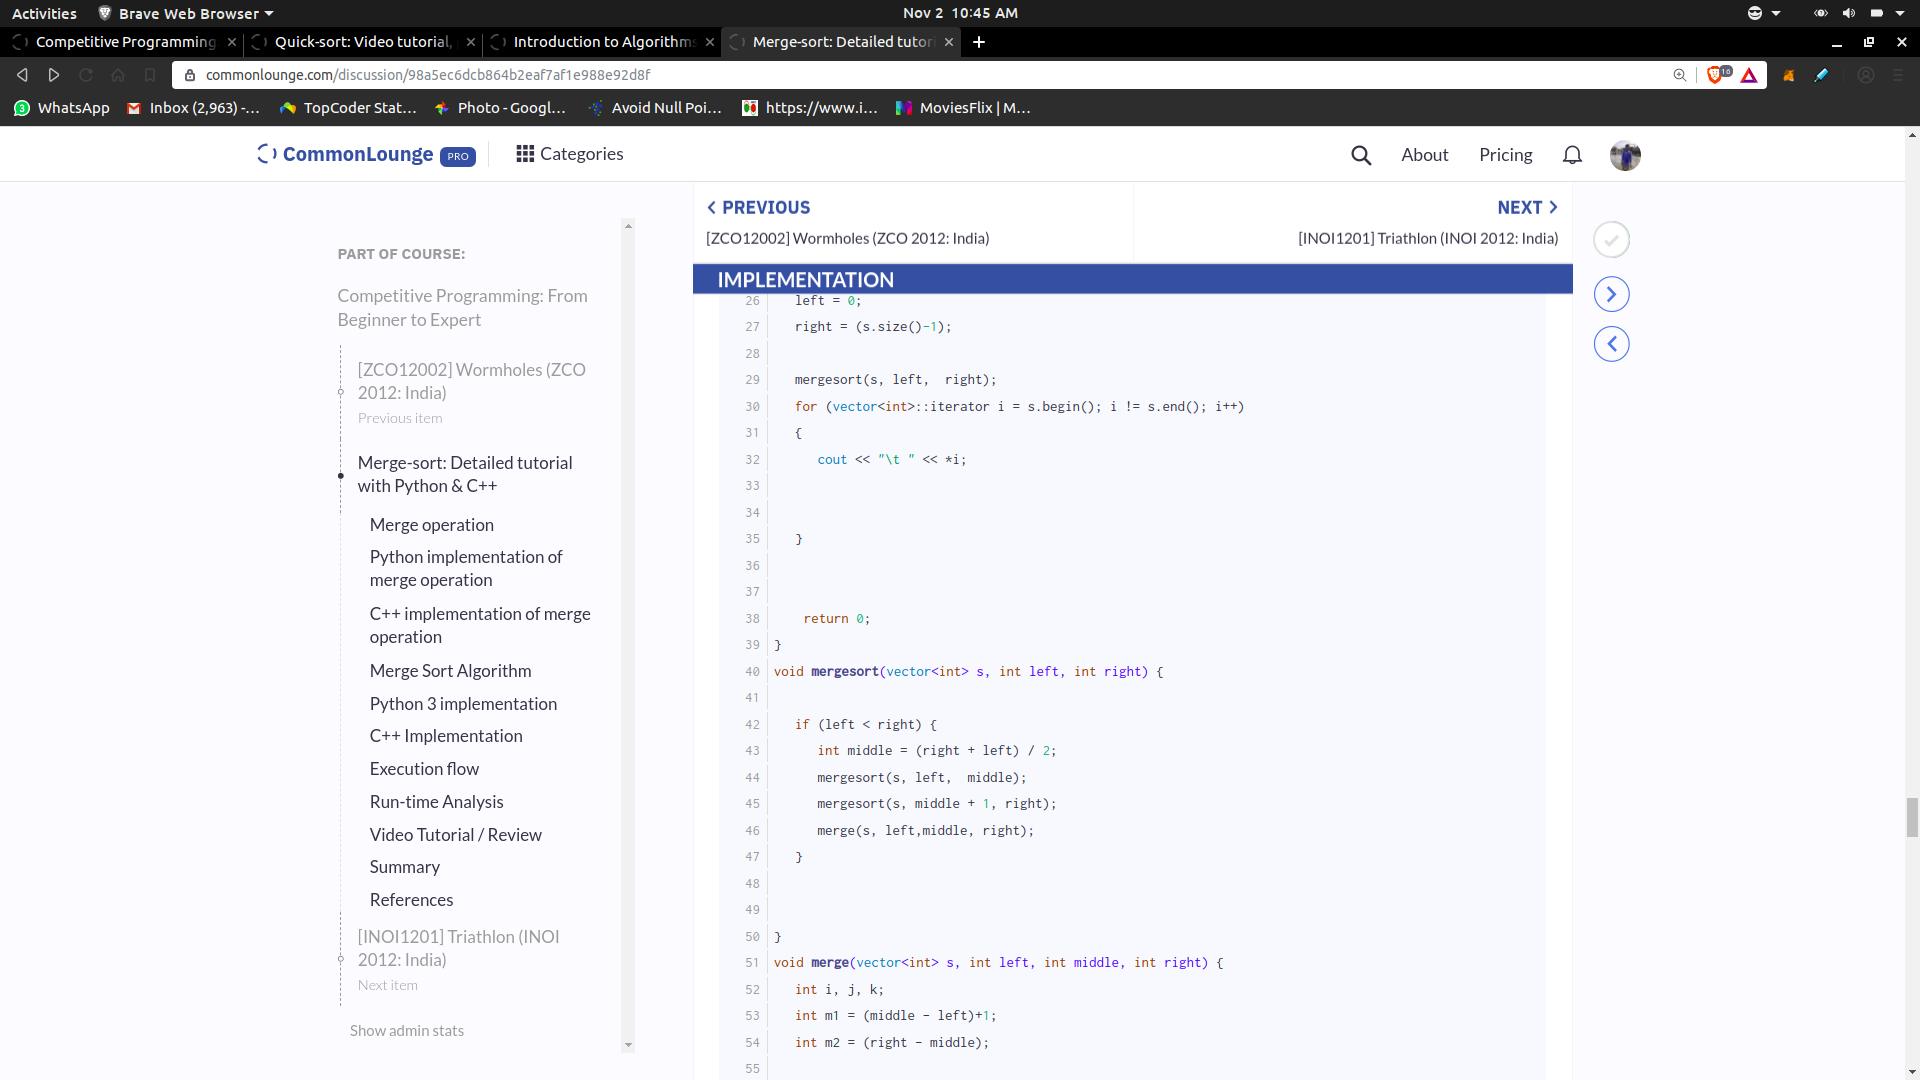 Activities
Brave Web Browser
Nov 2 10:45 AM
Competitive Programming
Quick-sort: Video tutorial,
Introduction to Algorithms
Merge-sort: Detailed tutori
commonlounge.com/discussion/98a5ec6dcb864b2eaf7af1e988e92d8f
16
3
WhatsApp
Inbox (2,963) -...
TopCoder Stat...
Photo - Googl...
Avoid Null Poi...
https://www.i...
MoviesFlix | M...
CommonLounge PRO
Categories
About
Pricing
PREVIOUS
[ZCO12002] Wormholes (ZCO 2012: India)
NEXT
[INOI1201] Triathlon (INOI 2012: India)
PART OF COURSE:
Competitive Programming: From
Beginner to Expert
[ZCO12002] Wormholes (ZCO
2012: India)
Previous item
Merge-sort: Detailed tutorial
with Python & C++
Merge operation
Python implementation of
merge operation
C++ implementation of merge
operation
Merge Sort Algorithm
Python 3 implementation
C++ Implementation
Execution flow
Run-time Analysis
Video Tutorial / Review
Summary
References
[INOI1201] Triathlon (INOI
2012: India)
Next item
Show admin stats
IMPLEMENTATION
26 left = 0;
27 right = (s.size()-1);
28
29 mergesort(s, left,  right);
30 for (vector<int>::iterator i = s.begin(); i != s.end(); i++)
31 {
32 cout << "\t " << *i;
33
34
35 }
36
37
38 return 0;
39 }
40 void mergesort(vector<int> s, int left, int right) {
41
42 if (left < right) {
43 int middle = (right + left) / 2;
44 mergesort(s, left,  middle);
45 mergesort(s, middle + 1, right);
46 merge(s, left,middle, right);
47 }
48
49
50 }
51 void merge(vector<int> s, int left, int middle, int right) {
52 int i, j, k;
53 int m1 = (middle - left)+1;
54 int m2 = (right - middle);
55